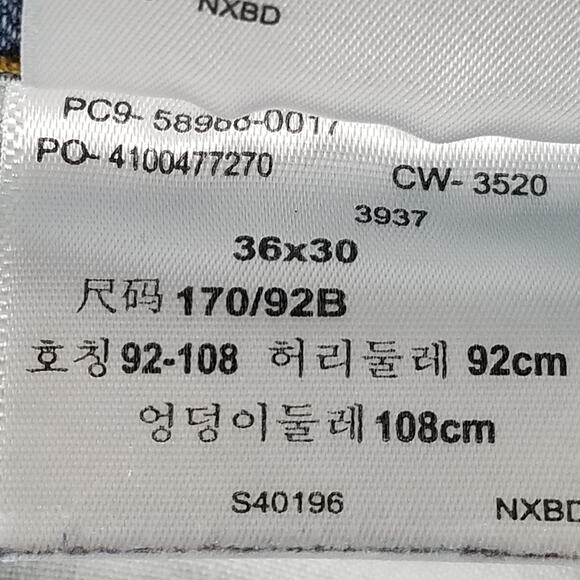 NXBD
PC9- 58986-0017
PO- 4100477270
CW- 3520
3937
36x30
尺码 170/92B
호칭 92-108 허리둘레 92cm
엉덩이둘레 108cm
S40196 NXBD